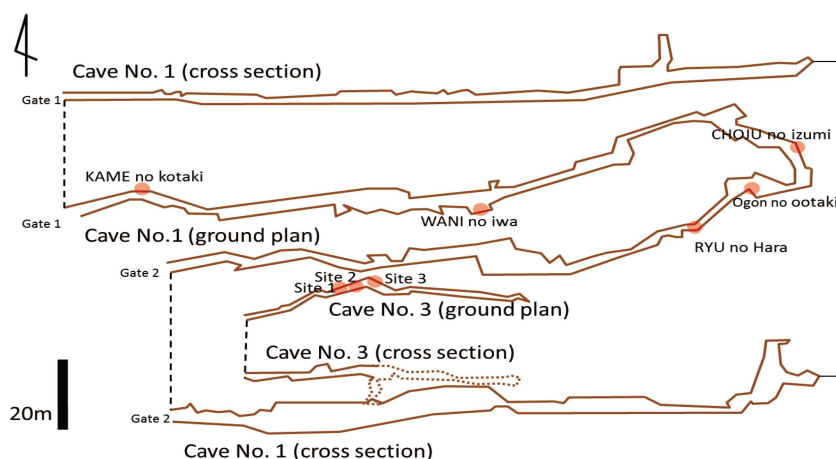 Cave No. 1 (cross section)
Gate 1
CHOJU no izumi
KAME no kotaki
Ogon no ootaki
Gate 1
WANI no iwa
Cave No.1 (ground plan)
RYU no Hara
Gate 2
Site 2
Site 3
Site 1
Cave No. 3 (ground plan)
Cave No. 3 (cross section)
20m
Gate 2
Cave No. 1 (cross section)